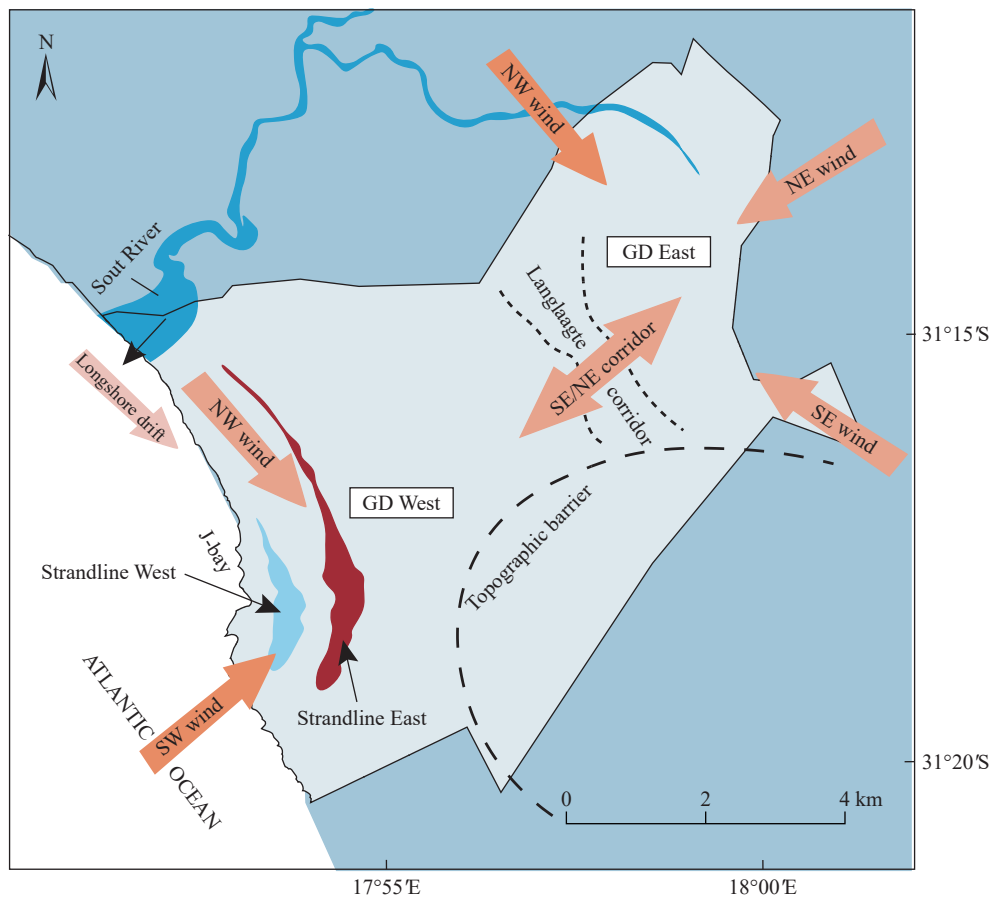 N
NW wind
NE wind
Sout River
GD East
Langlaagte
corridor
SE/NE corridor
31°15′S
Longshore drift
NW wind
SE wind
GD West
Topographic barrier
J-bay
Strandline West
ATLANTIC
OCEAN
SW wind
Strandline East
31°20′S
0 2 4 km
17°55′E 18°00′E